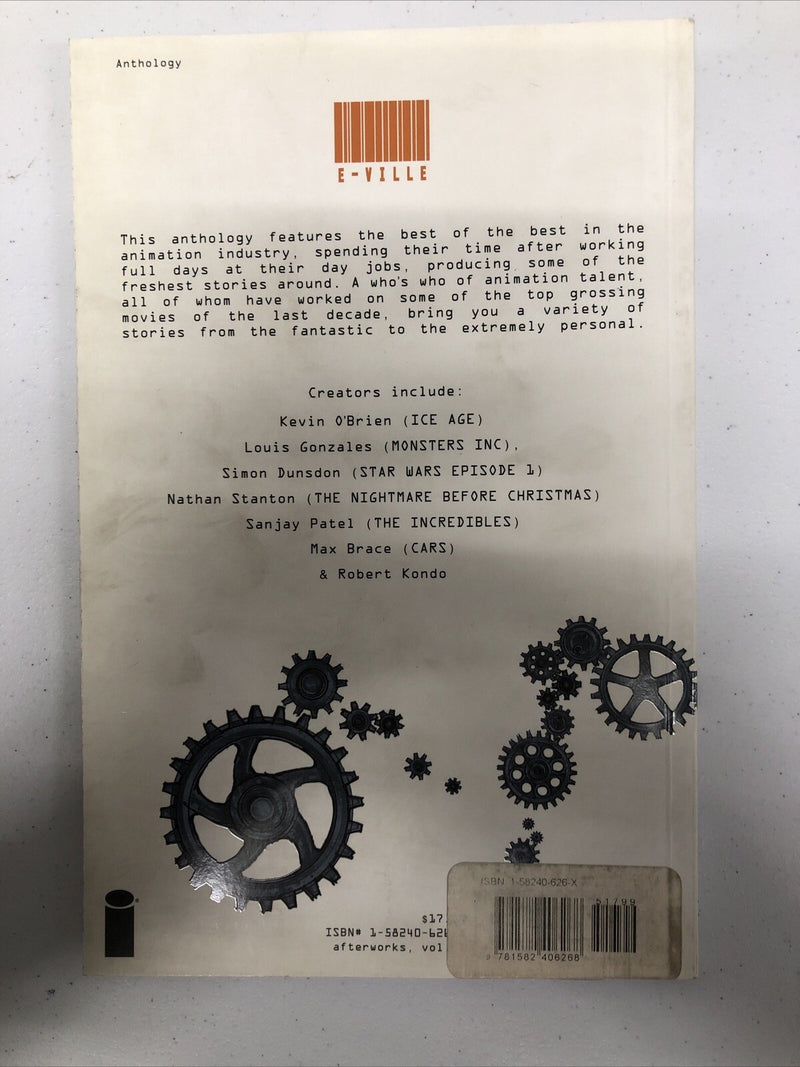 Anthology
E-VILLE
This anthology features the best of the best in the
animation industry, spending their time after working
full days at their day jobs, producing some of the
freshest stories around. A who's who of animation talent,
all of whom have worked on some of the top grossing
movies of the last decade, bring you a variety of
stories from the fantastic to the extremely personal.
Creators include:
Kevin O'Brien (ICE AGE)
Louis Gonzales (MONSTERS INC),
Simon Dunsdon (STAR WARS EPISODE 1)
Nathan Stanton (THE NIGHTMARE BEFORE CHRISTMAS)
Sanjay Patel (THE INCREDIBLES)
Max Brace (CARS)
& Robert Kondo
$17.
ISBN# 1-58240-626
afterworks, vol
ISBN 1-58240-626-X
51799
9 781582 406268